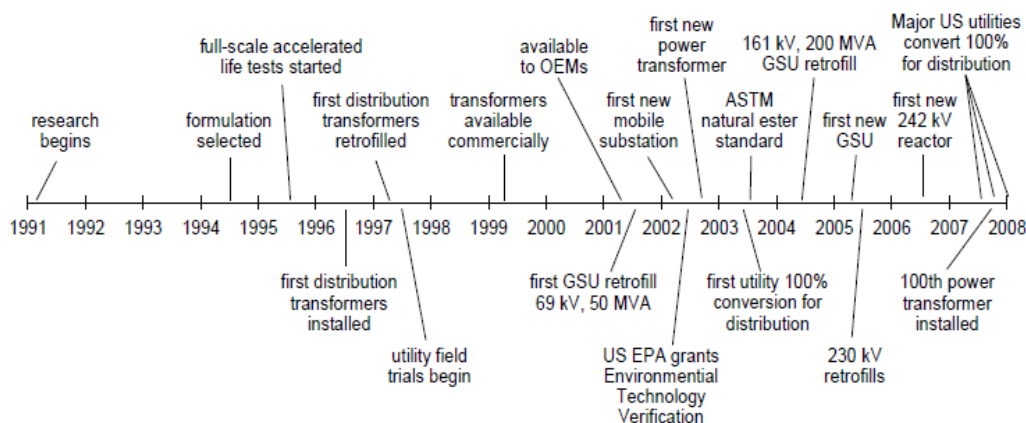 research
begins
formulation
selected
full-scale accelerated
life tests started
first distribution
transformers
retrofilled
transformers
available
commercially
available
to OEMs
first new
mobile
substation
first new
power
transformer
ASTM
natural ester
standard
161 kV, 200 MVA
GSU retrofill
first new
GSU
first new
242 kV
reactor
Major US utilities
convert 100%
for distribution
1991 1992 1993 1994 1995 1996 1997 1998 1999 2000 2001 2002 2003 2004 2005 2006 2007 2008
first distribution
transformers
installed
utility field
trials begin
first GSU retrofill
69 kV, 50 MVA
US EPA grants
Environmental
Technology
Verification
first utility 100%
conversion for
distribution
230 kV
retrofills
100th power
transformer
installed